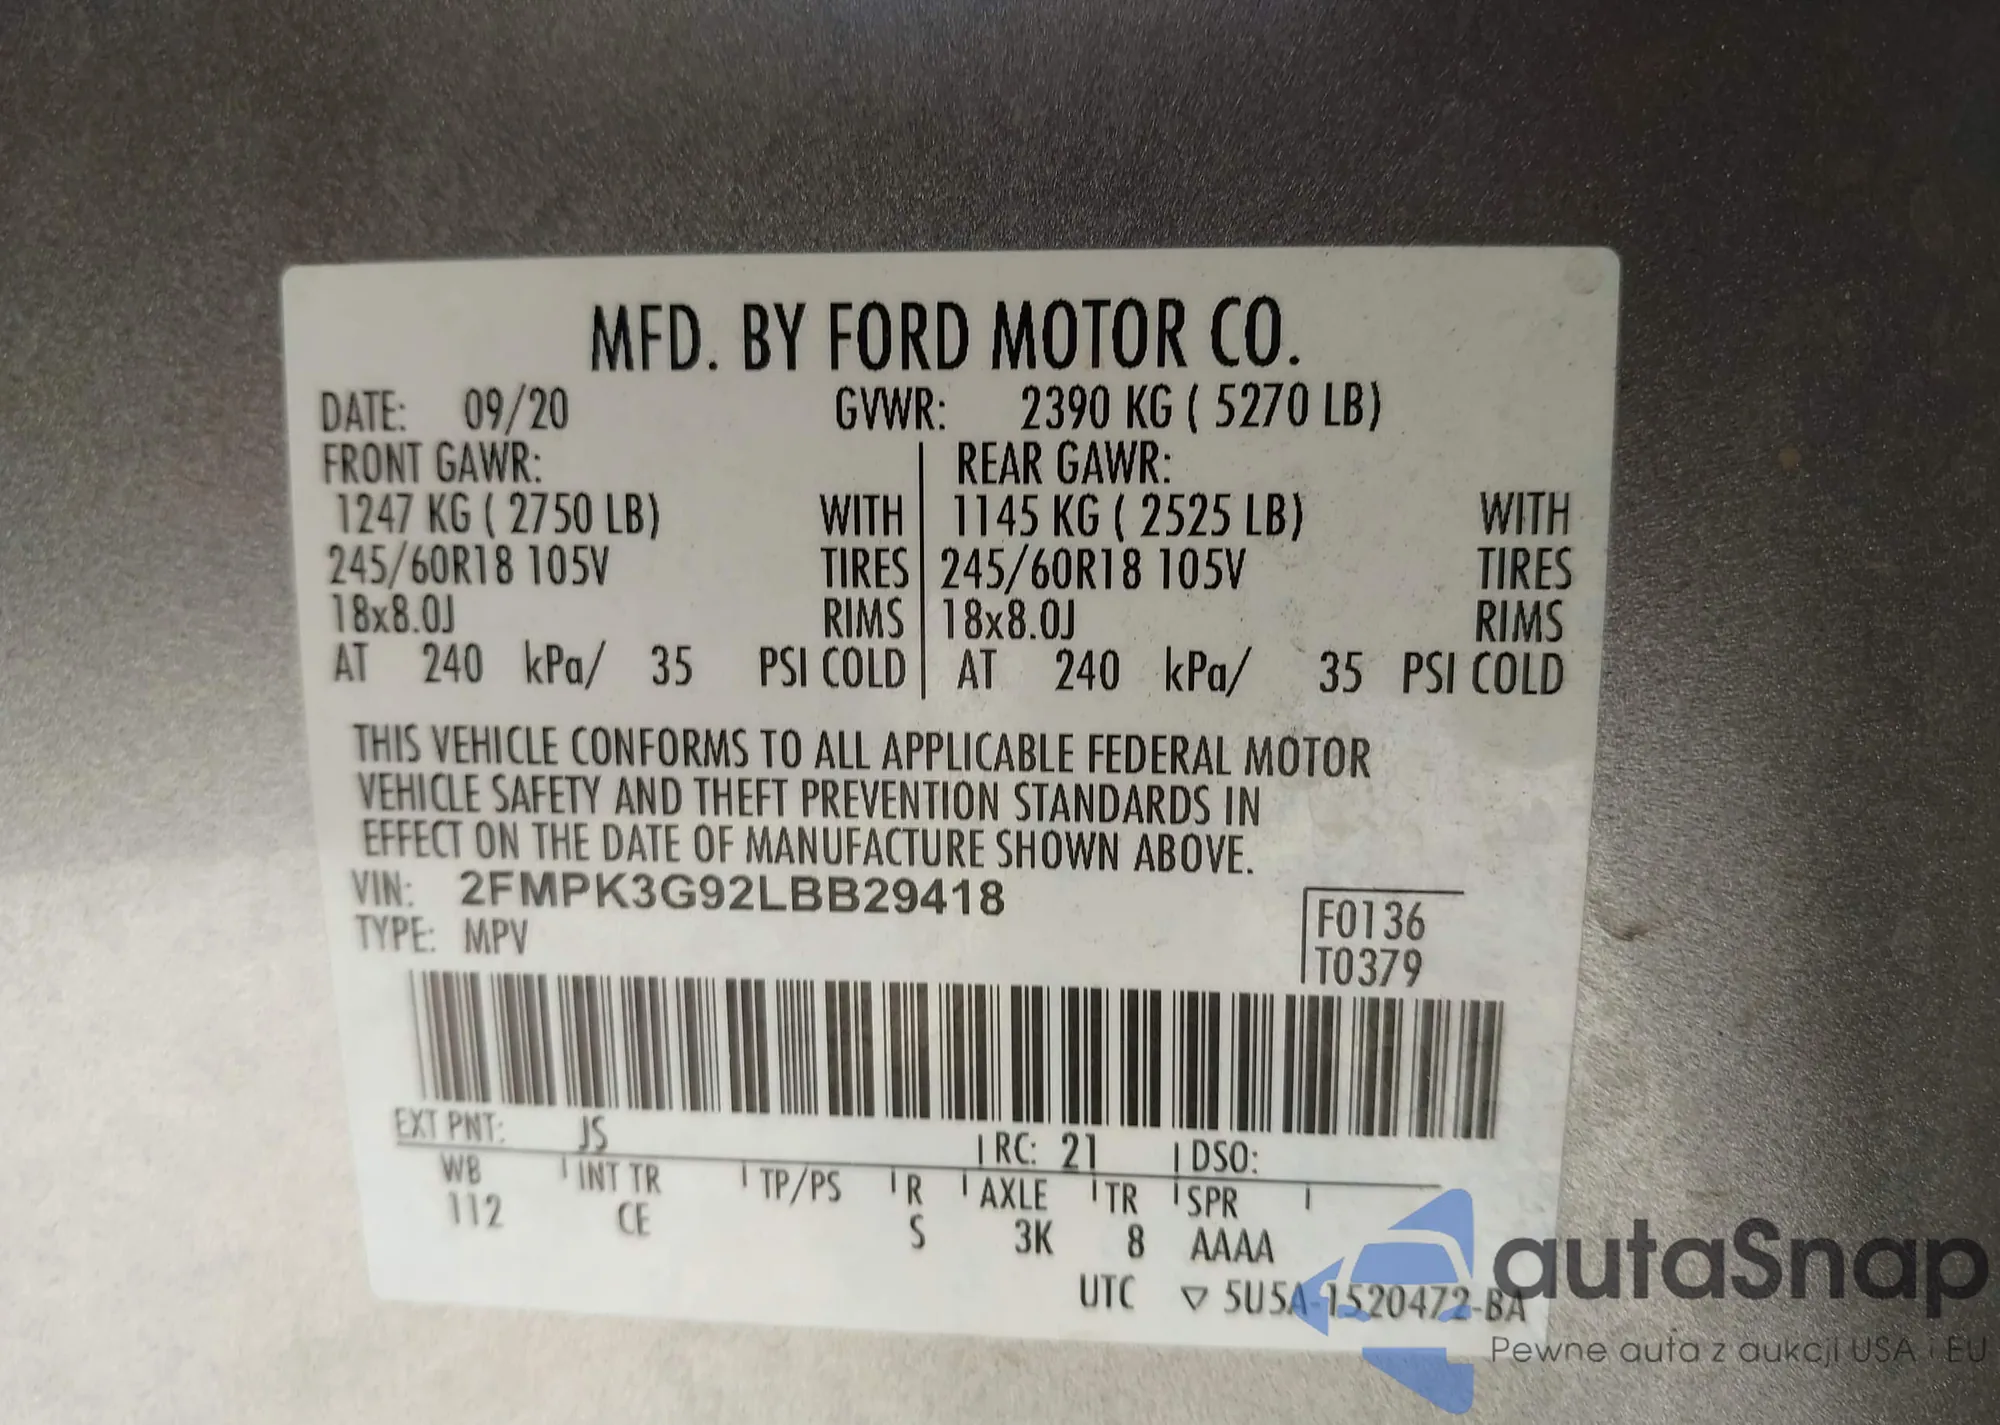 MFD. BY FORD MOTOR CO.
DATE: 09/20 GVWR: 2390 KG ( 5270 LB)
FRONT GAWR: REAR GAWR:
1247 KG ( 2750 LB) WITH 1145 KG ( 2525 LB) WITH
245/60R18 105V TIRES 245/60R18 105V TIRES
18x8.0J RIMS 18x8.0J RIMS
AT 240 kPa/ 35 PSI COLD AT 240 kPa/ 35 PSI COLD
THIS VEHICLE CONFORMS TO ALL APPLICABLE FEDERAL MOTOR
VEHICLE SAFETY AND THEFT PREVENTION STANDARDS IN
EFFECT ON THE DATE OF MANUFACTURE SHOWN ABOVE.
VIN: 2FMPK3G92LBB29418
F0136
TYPE: MPV
T0379
EXT PNT: JS RC: 21 DSO:
WB INT TR TP/PS R AXLE TR SPR
112 CE S 3K 8 AAAA
UTC ▽ 5U5A-1520472-BA
autaSnap
Pewne auta z aukcji USA i EU